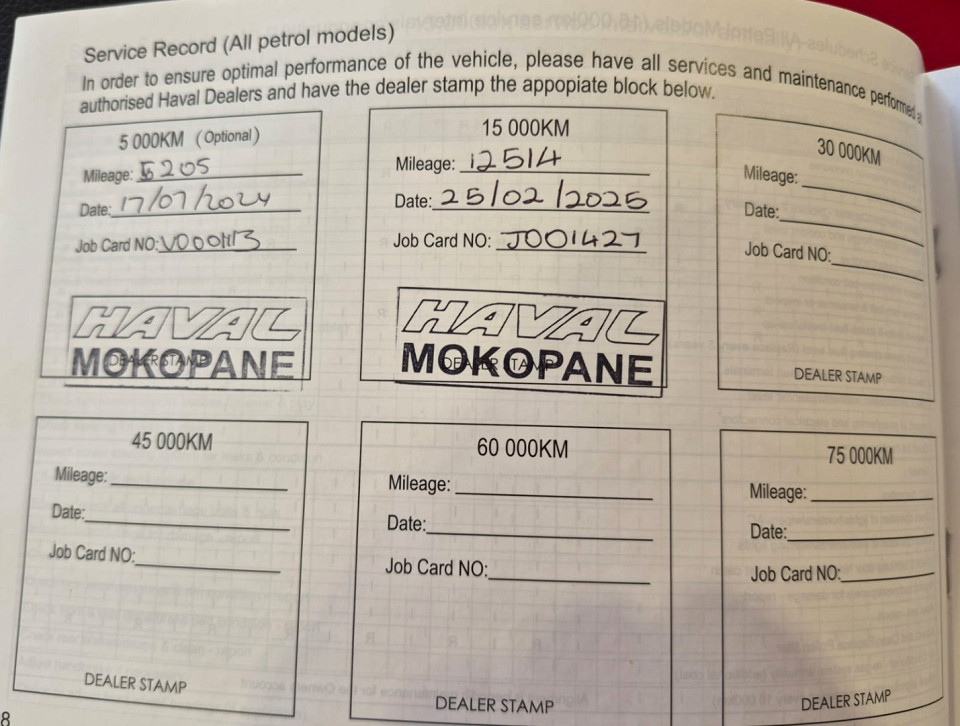 Service Record (All petrol models)
In order to ensure optimal performance of the vehicle, please have all services and maintenance performed a
authorised Haval Dealers and have the dealer stamp the appopiate block below.
5 000KM (Optional)
Mileage: 5205
Date: 17/07/2024
Job Card NO:
HAVAL
MOKOPANE
DEALER STAMP
15 000KM
Mileage: 12514
Date: 25/02/2025
Job Card NO: J001427
HAVAL
MOKOPANE
DEALER STAMP
30 000KM
Mileage:
Date:
Job Card NO:
DEALER STAMP
45 000KM
Mileage:
Date:
Job Card NO:
DEALER STAMP
60 000KM
Mileage:
Date:
Job Card NO:
DEALER STAMP
75 000KM
Mileage:
Date:
Job Card NO:
DEALER STAMP
8